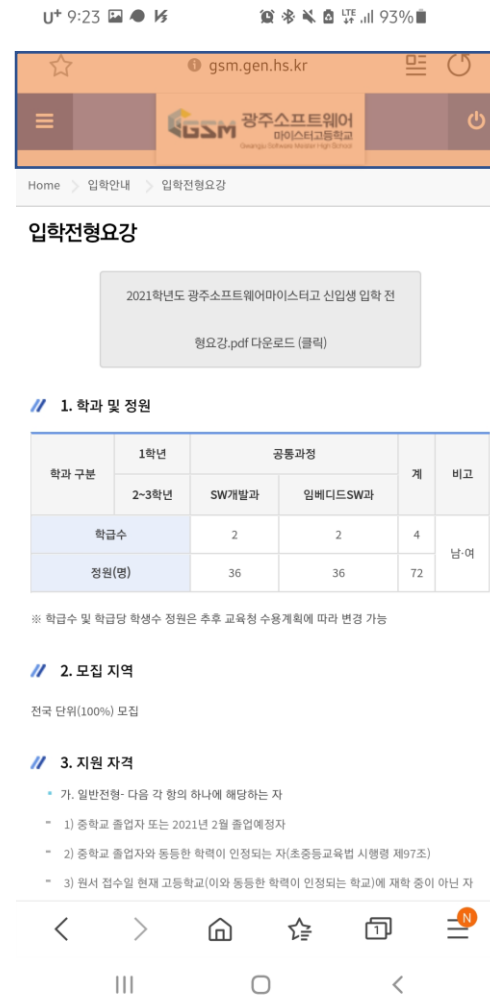 U+ 9:23 LTE 93%
gsm.gen.hs.kr
GSM 광주소프트웨어
마이스터고등학교
Gwangju Software Meister High School
Home 입학안내 입학전형요강
입학전형요강
2021학년도 광주소프트웨어마이스터고 신입생 입학 전
형요강.pdf 다운로드 (클릭)
1. 학과 및 정원
학과 구분 1학년 공통과정 계 비고
2~3학년 SW개발과 임베디드SW과
학급수 2 2 4 남·여
정원(명) 36 36 72
※ 학급수 및 학급당 학생수 정원은 추후 교육청 수용계획에 따라 변경 가능
2. 모집 지역
전국 단위(100%) 모집
3. 지원 자격
가. 일반전형- 다음 각 항의 하나에 해당하는 자
1) 중학교 졸업자 또는 2021년 2월 졸업예정자
2) 중학교 졸업자와 동등한 학력이 인정되는 자(초중등교육법 시행령 제97조)
3) 원서 접수일 현재 고등학교(이와 동등한 학력이 인정되는 학교)에 재학 중이 아닌 자
1 N